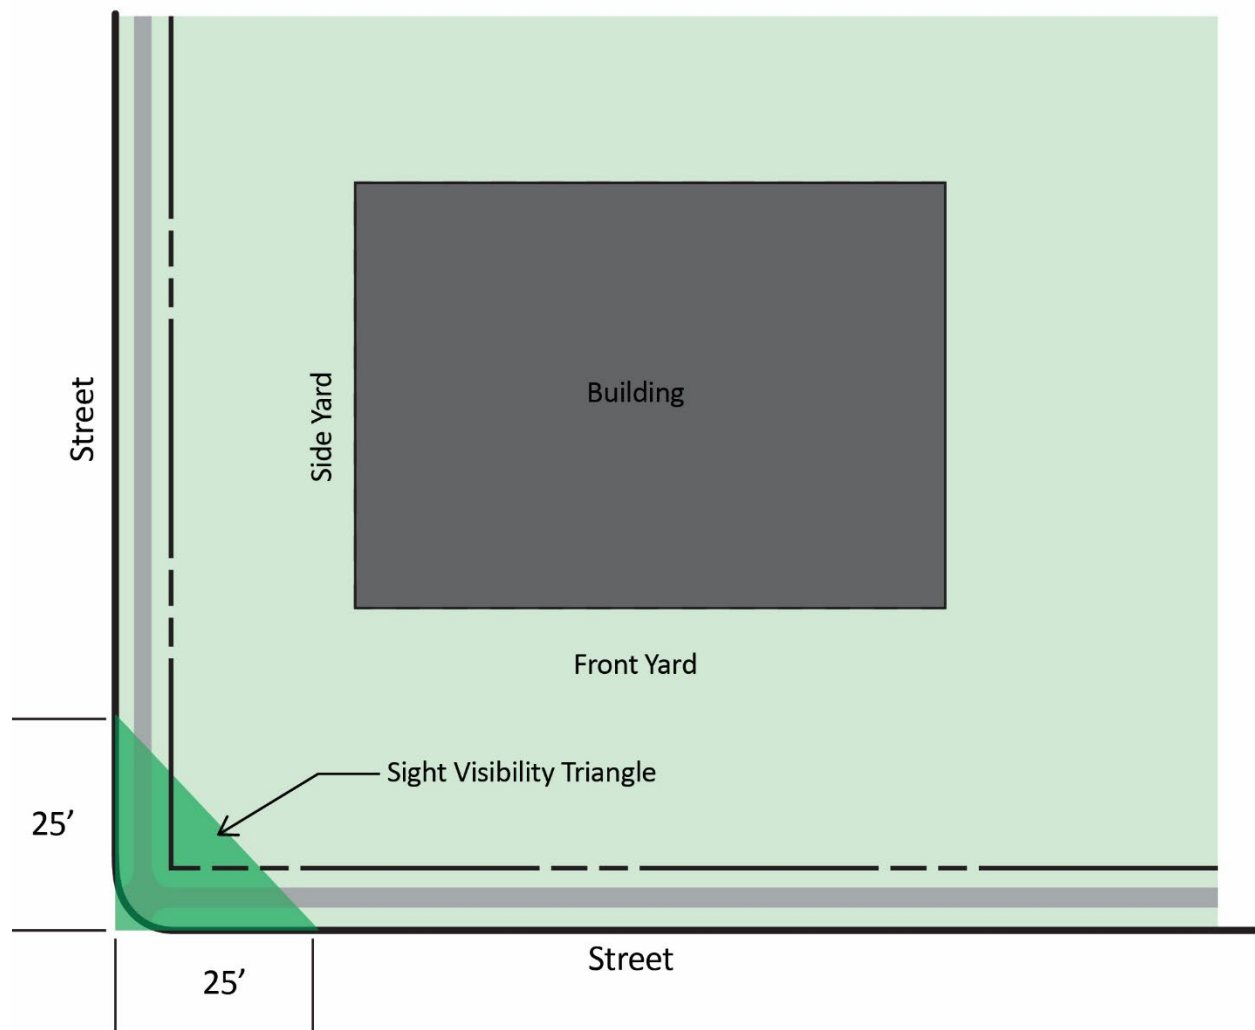 Building
Street
Side Yard
Front Yard
Sight Visibility Triangle
25’
Street
25’